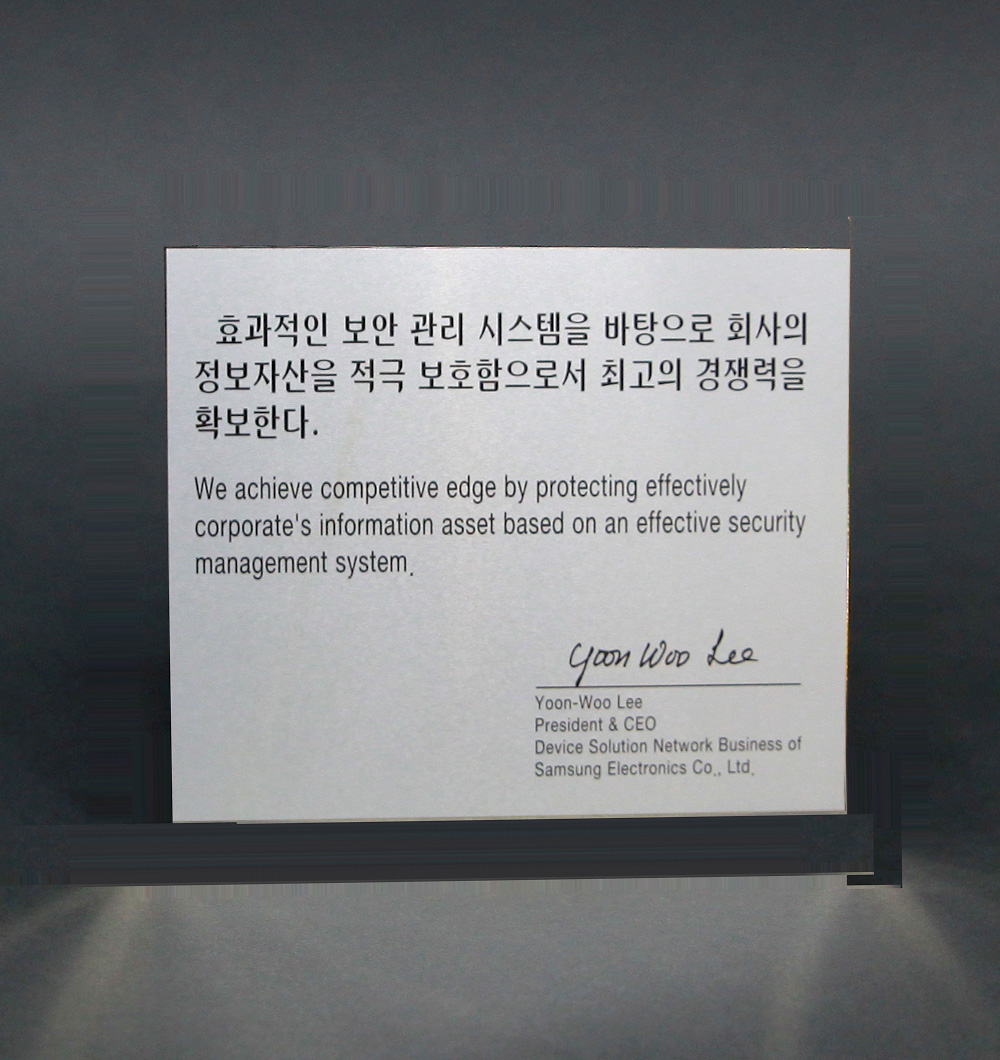 효과적인 보안 관리 시스템을 바탕으로 회사의
정보자산을 적극 보호함으로서 최고의 경쟁력을
확보한다.
We achieve competitive edge by protecting effectively
corporate's information asset based on an effective security
management system.
Yoon Woo Lee
Yoon-Woo Lee
President & CEO
Device Solution Network Business of
Samsung Electronics Co., Ltd.